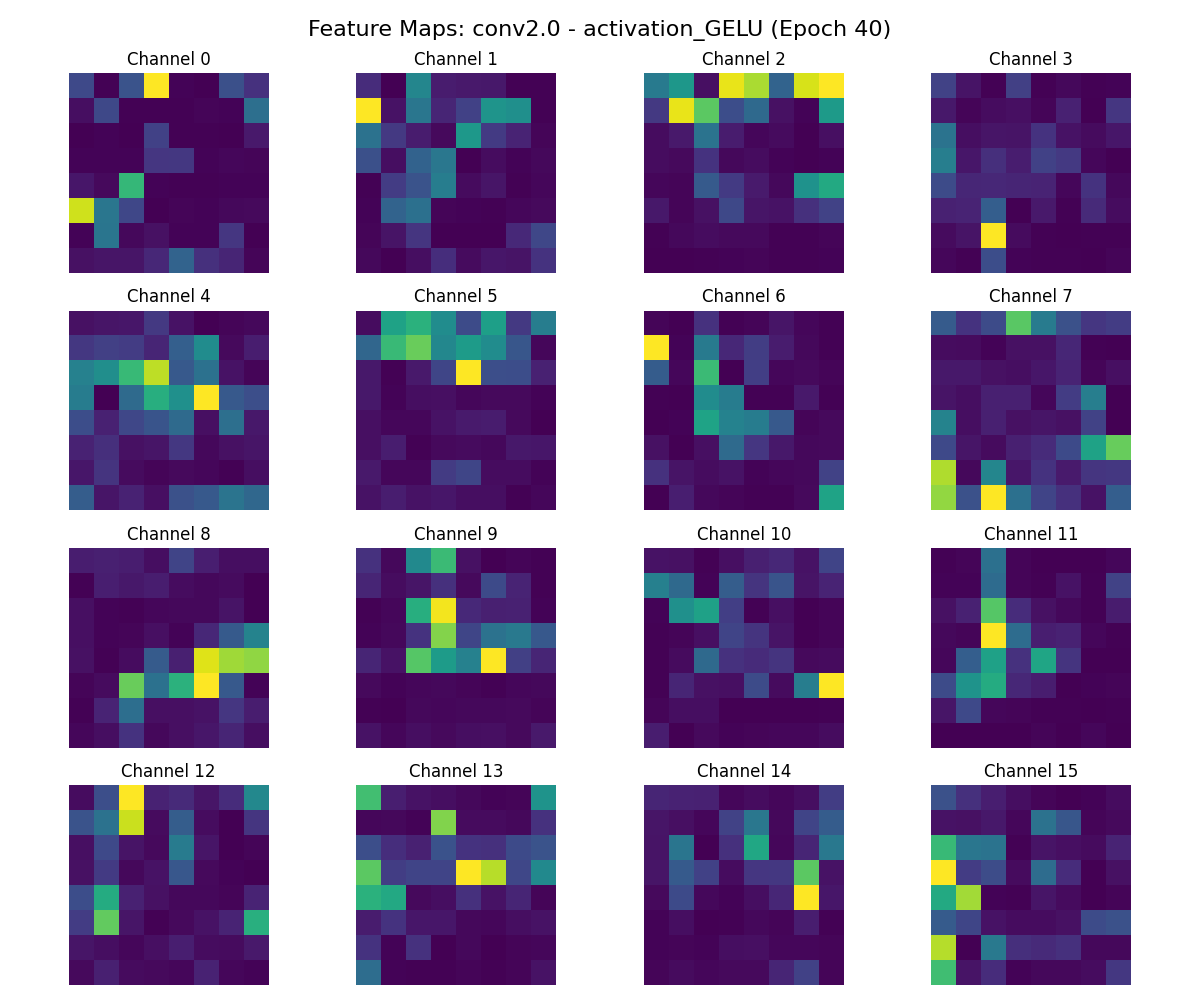 Feature Maps: conv2.0 - activation_GELU (Epoch 40)
Channel 0 Channel 1 Channel 2 Channel 3
Channel 4 Channel 5 Channel 6 Channel 7
Channel 8 Channel 9 Channel 10 Channel 11
Channel 12 Channel 13 Channel 14 Channel 15